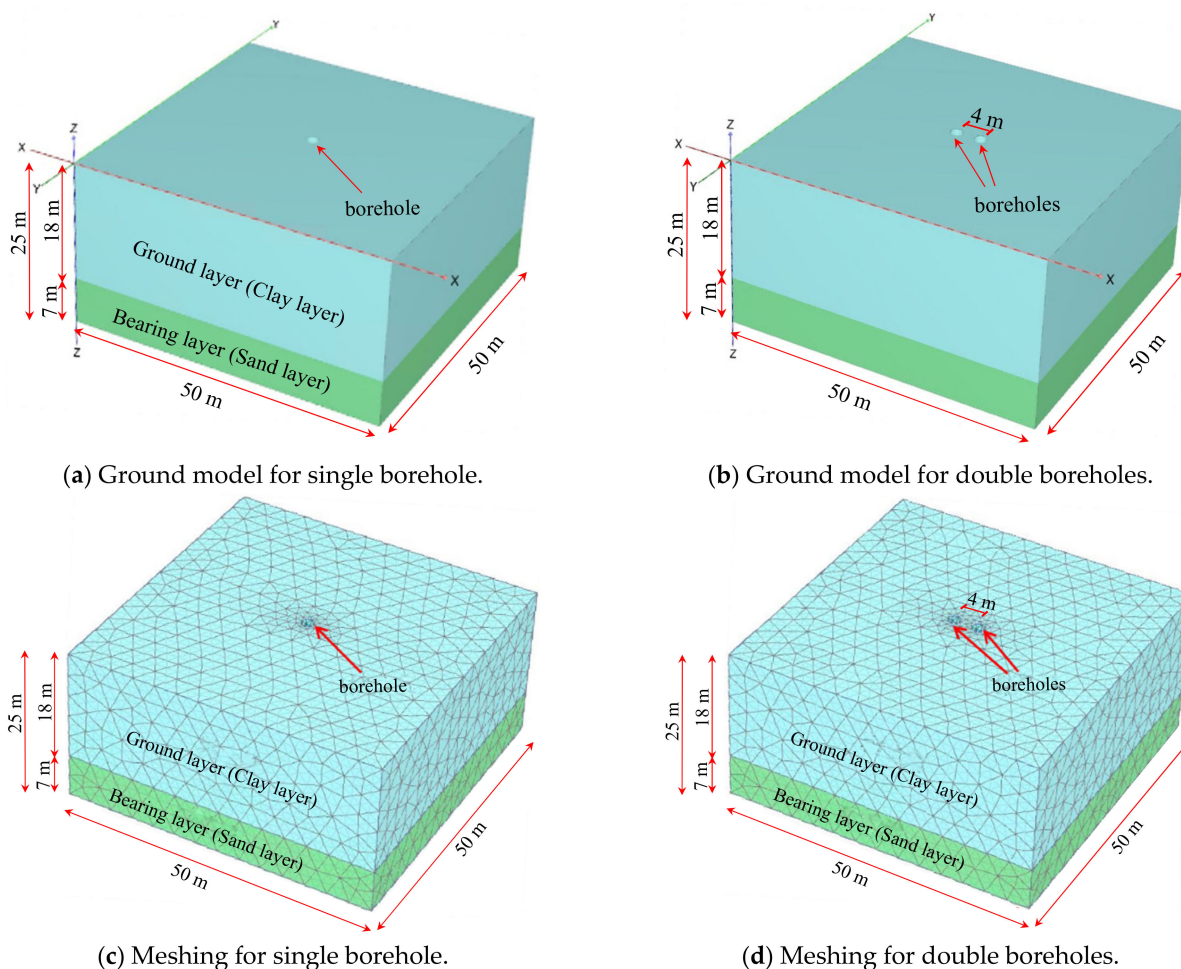 Y
Z
X
Y
25 m
18 m
7 m
borehole
X
Ground layer (Clay layer)
Bearing layer (Sand layer)
Z
50 m
50 m
(a) Ground model for single borehole.
Y
4 m
Z
X
Y
25 m
18 m
7 m
boreholes
X
Z
50 m
50 m
(b) Ground model for double boreholes.
25 m
18 m
7 m
borehole
Ground layer (Clay layer)
Bearing layer (Sand layer)
50 m
50 m
(c) Meshing for single borehole.
4 m
25 m
18 m
7 m
boreholes
Ground layer (Clay layer)
Bearing layer (Sand layer)
50 m
50 m
(d) Meshing for double boreholes.